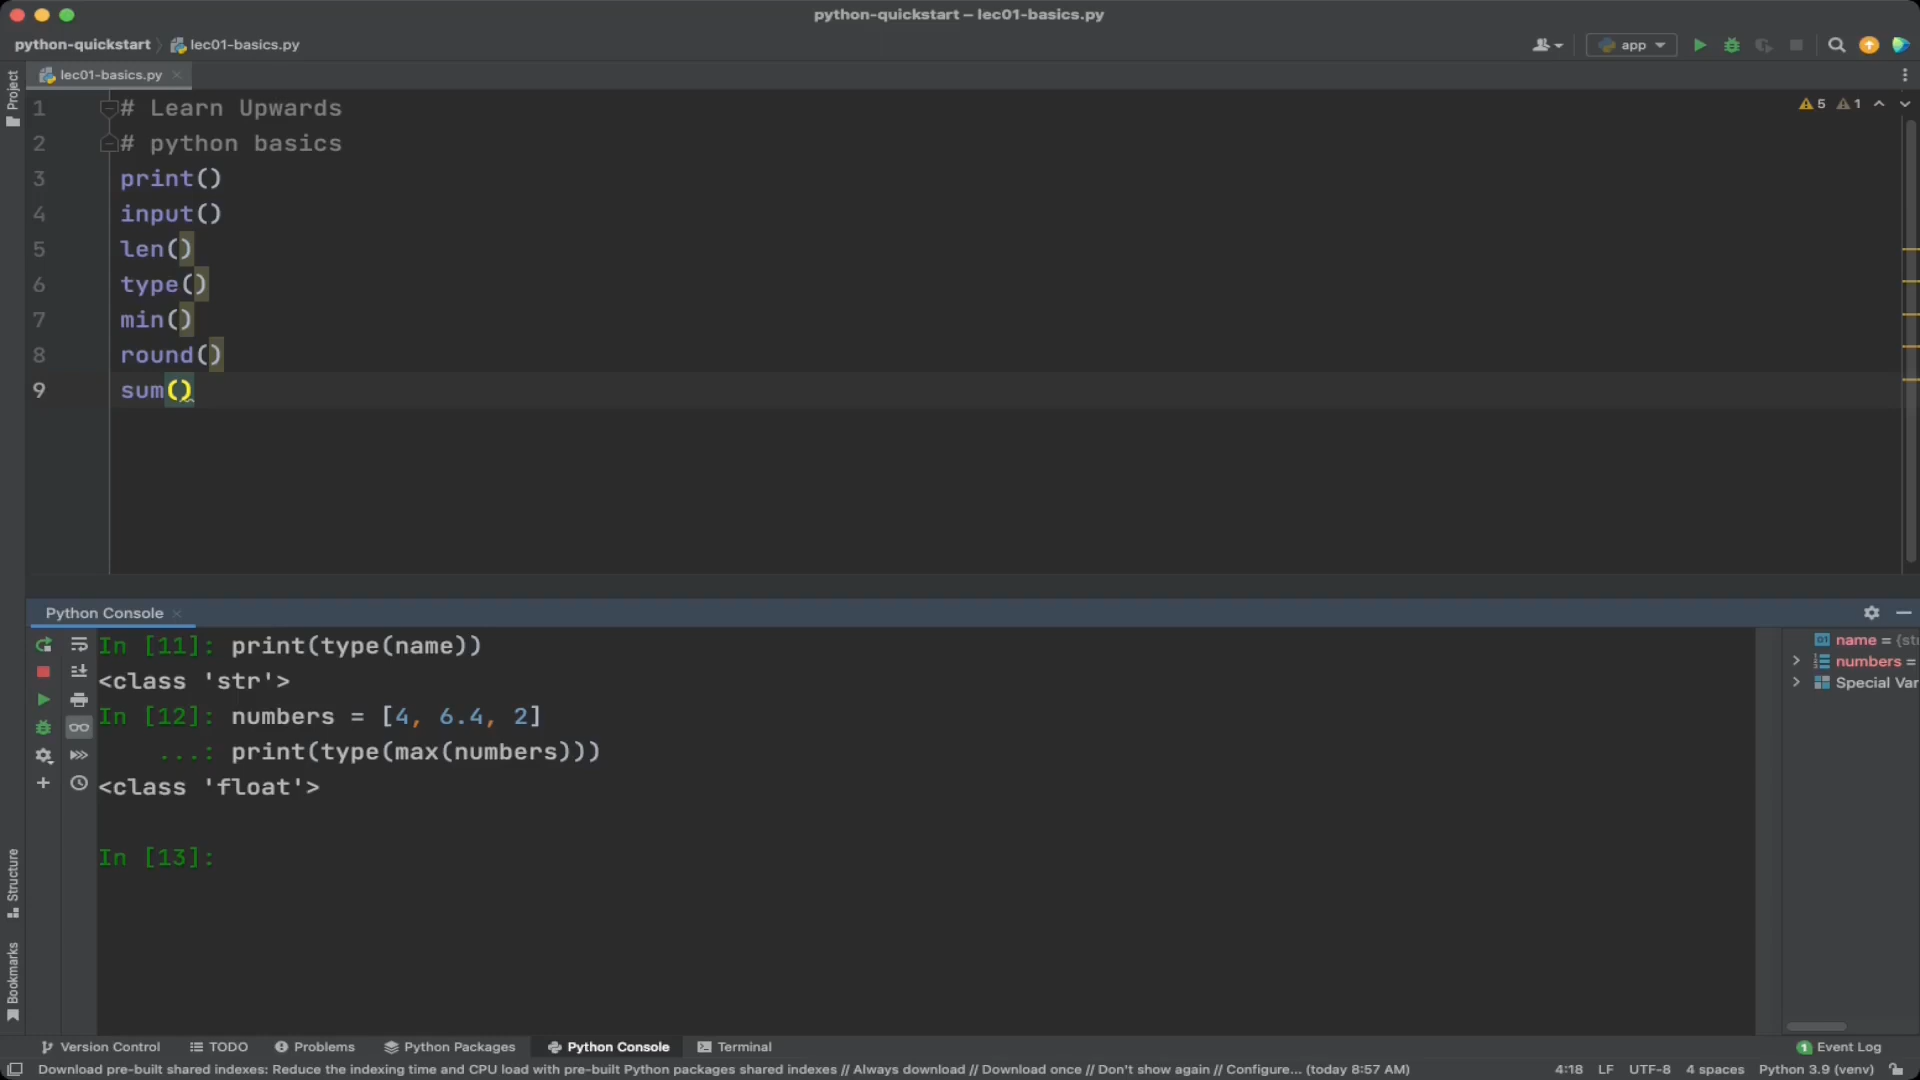 python-quickstart – lec01-basics.py
python-quickstart
lec01-basics.py
app
Project
lec01-basics.py
5
1
1 # Learn Upwards
2 # python basics
3 print()
4 input()
5 len()
6 type()
7 min()
8 round()
9 sum()
Python Console
In [11]: print(type(name))
<class 'str'>
In [12]: numbers = [4, 6.4, 2]
...: print(type(max(numbers)))
<class 'float'>
In [13]:
name = {str
numbers =
Special Var
Structure
Bookmarks
Version Control
TODO
Problems
Python Packages
Python Console
Terminal
1 Event Log
Download pre-built shared indexes: Reduce the indexing time and CPU load with pre-built Python packages shared indexes // Always download // Download once // Don't show again // Configure... (today 8:57 AM)
4:18 LF UTF-8 4 spaces Python 3.9 (venv)